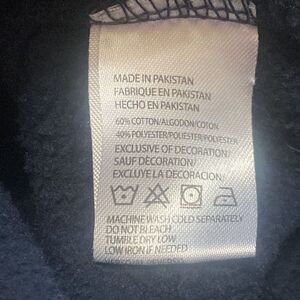 MADE IN PAKISTAN
FABRIQUE EN PAKISTAN
HECHO EN PAKISTAN
60% COTTON/ALGODON/COTON
40% POLYESTER/POLIESTER/POLYESTER
EXCLUSIVE OF DECORATION/
SAUF DÉCORATION/
EXCLUYE LA DECORACION/
MACHINE WASH COLD SEPARATELY
DO NOT BLEACH
TUMBLE DRY LOW
LOW IRON IF NEEDED